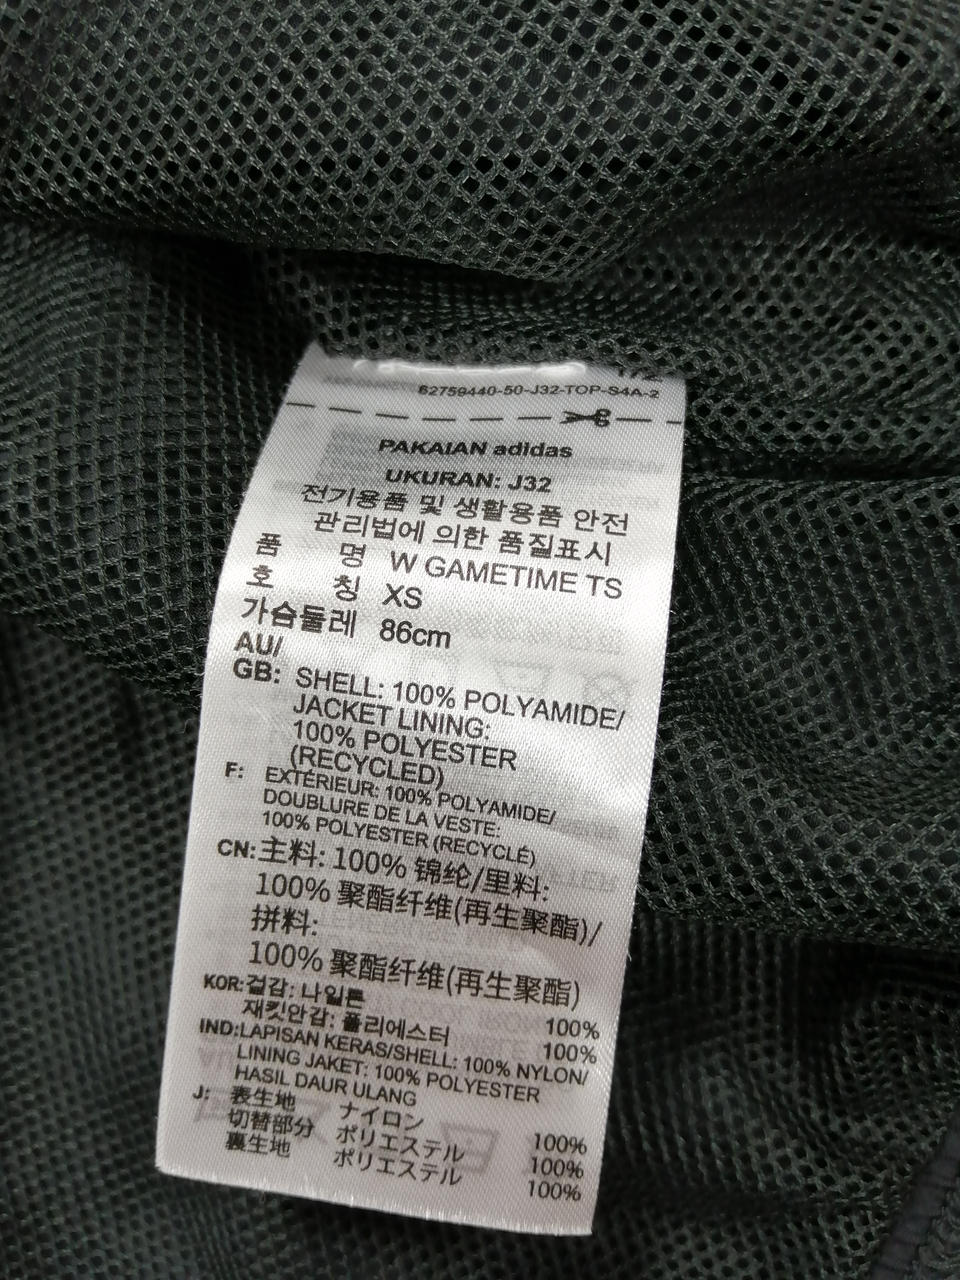 62759440-50-J32-TOP-S4A-2
PAKAIAN adidas
UKURAN: J32
전기용품 및 생활용품 안전
관리법에 의한 품질표시
품 명 W GAMETIME TS
호 칭 XS
가슴둘레 86cm
AU/
GB: SHELL: 100% POLYAMIDE/
JACKET LINING:
100% POLYESTER
(RECYCLED)
F: EXTÉRIEUR: 100% POLYAMIDE/
DOUBLURE DE LA VESTE:
100% POLYESTER (RECYCLÉ)
CN: 主料: 100% 锦纶/里料:
100% 聚酯纤维(再生聚酯)/
拼料:
100% 聚酯纤维(再生聚酯)
KOR: 겉감: 나일론 100%
재킷안감: 폴리에스터 100%
IND: LAPISAN KERAS/SHELL: 100% NYLON/
LINING JAKET: 100% POLYESTER
HASIL DAUR ULANG
J: 表生地 ナイロン 100%
切替部分 ポリエステル 100%
裏生地 ポリエステル 100%